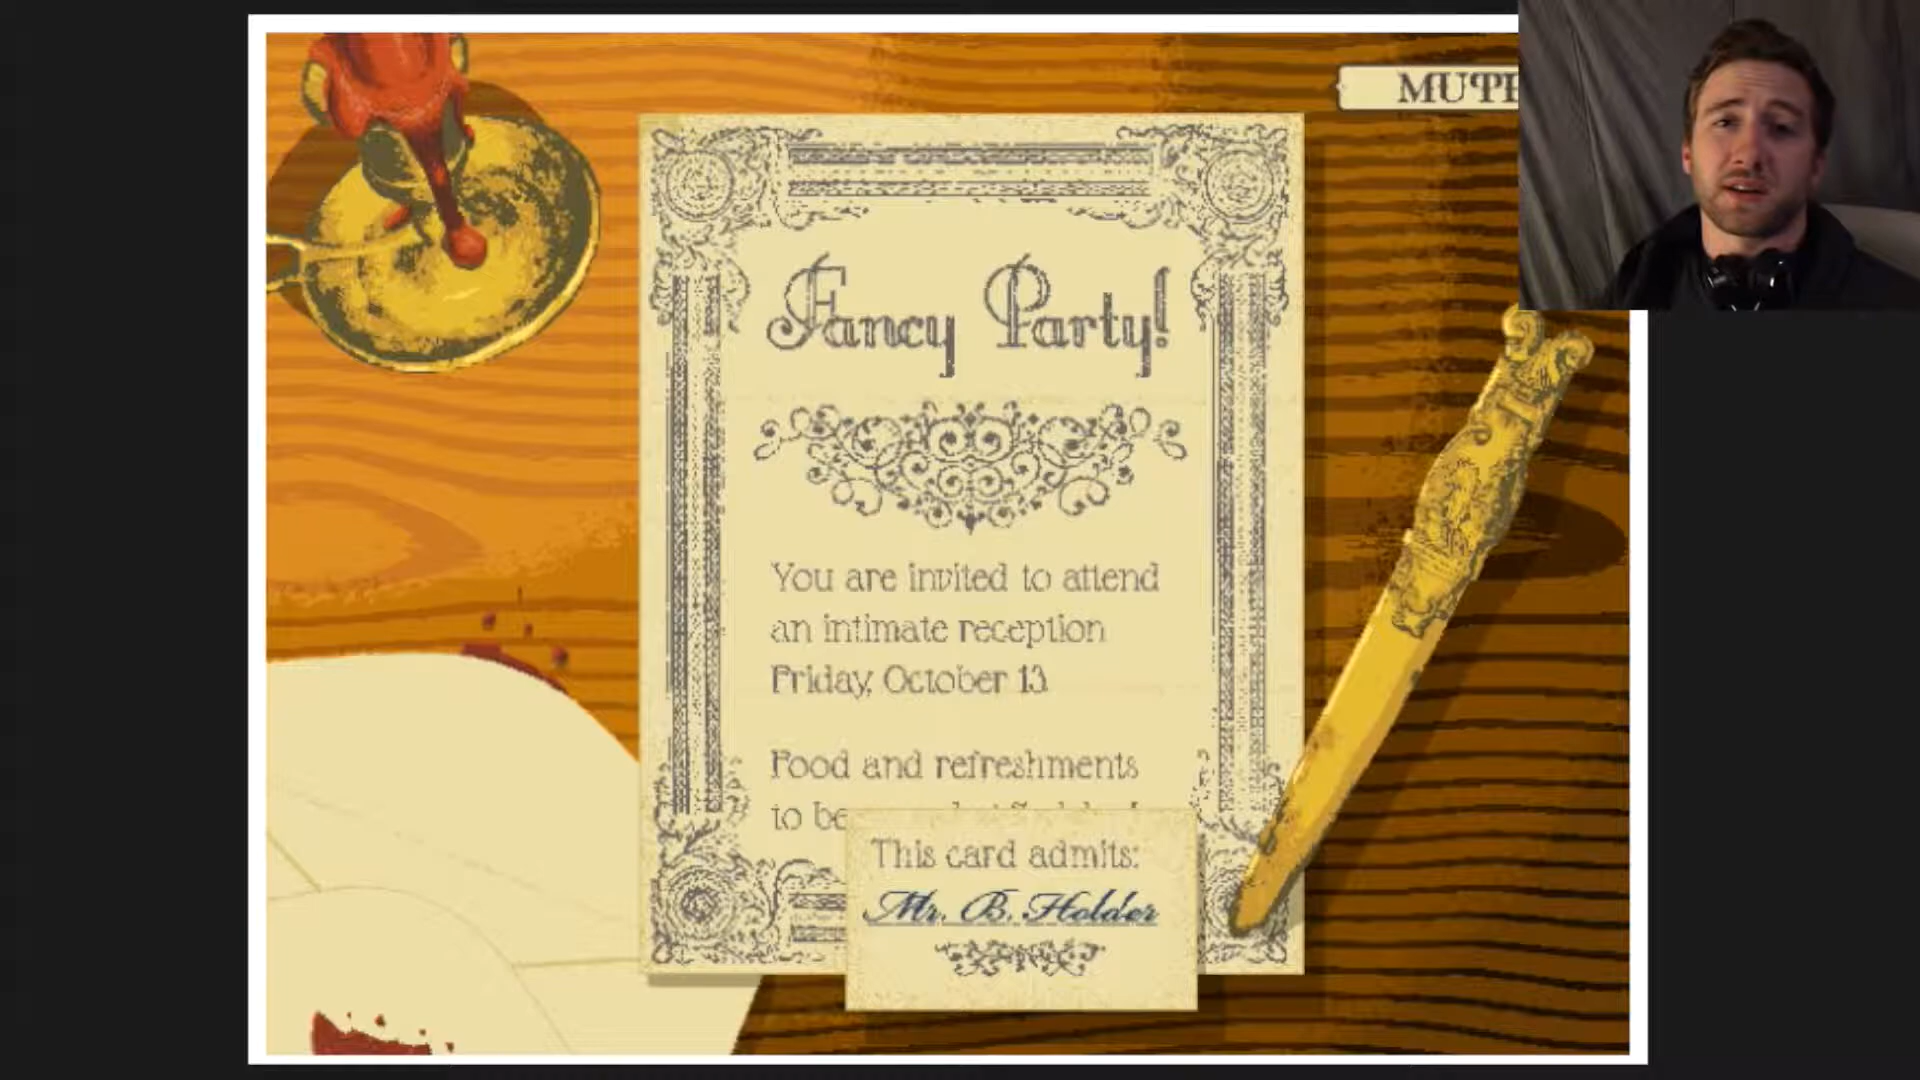 Fancy Party!
You are invited to attend
an intimate reception
Friday, October 13
Food and refreshments
to be
This card admits:
Mr. B. Holder